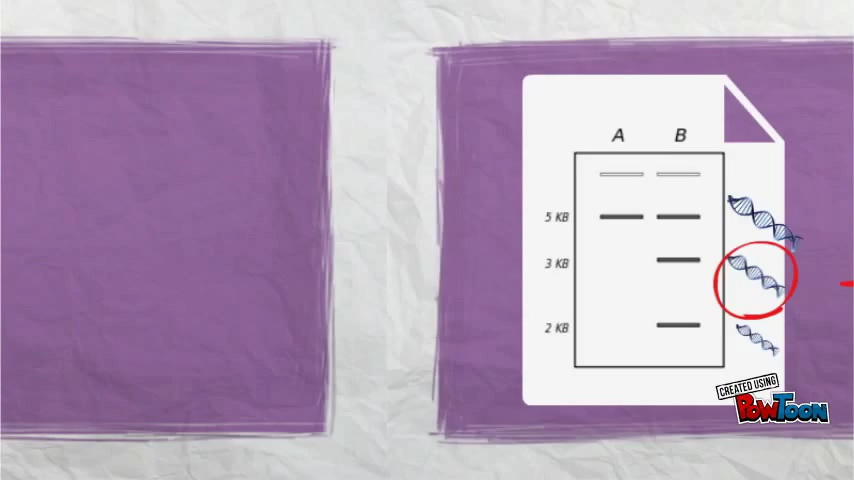 A B
5 KB
3 KB
2 KB
CREATED USING
POWTOON